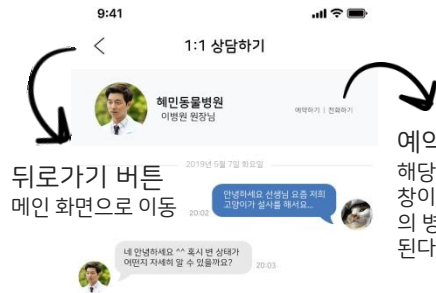 9:41
1:1 상담하기
혜민동물병원
이병원 원장님
예약하기 | 전화하기
뒤로가기 버튼
메인 화면으로 이동
2019년 5월 7일 화요일
안녕하세요 선생님 요즘 저희
고양이가 설사를 해서요...
20:02
네 안녕하세요 ^^ 혹시 변 상태가
어떤지 자세히 알 수 있을까요?
20:03
예약
해당
창이
의 병
된다